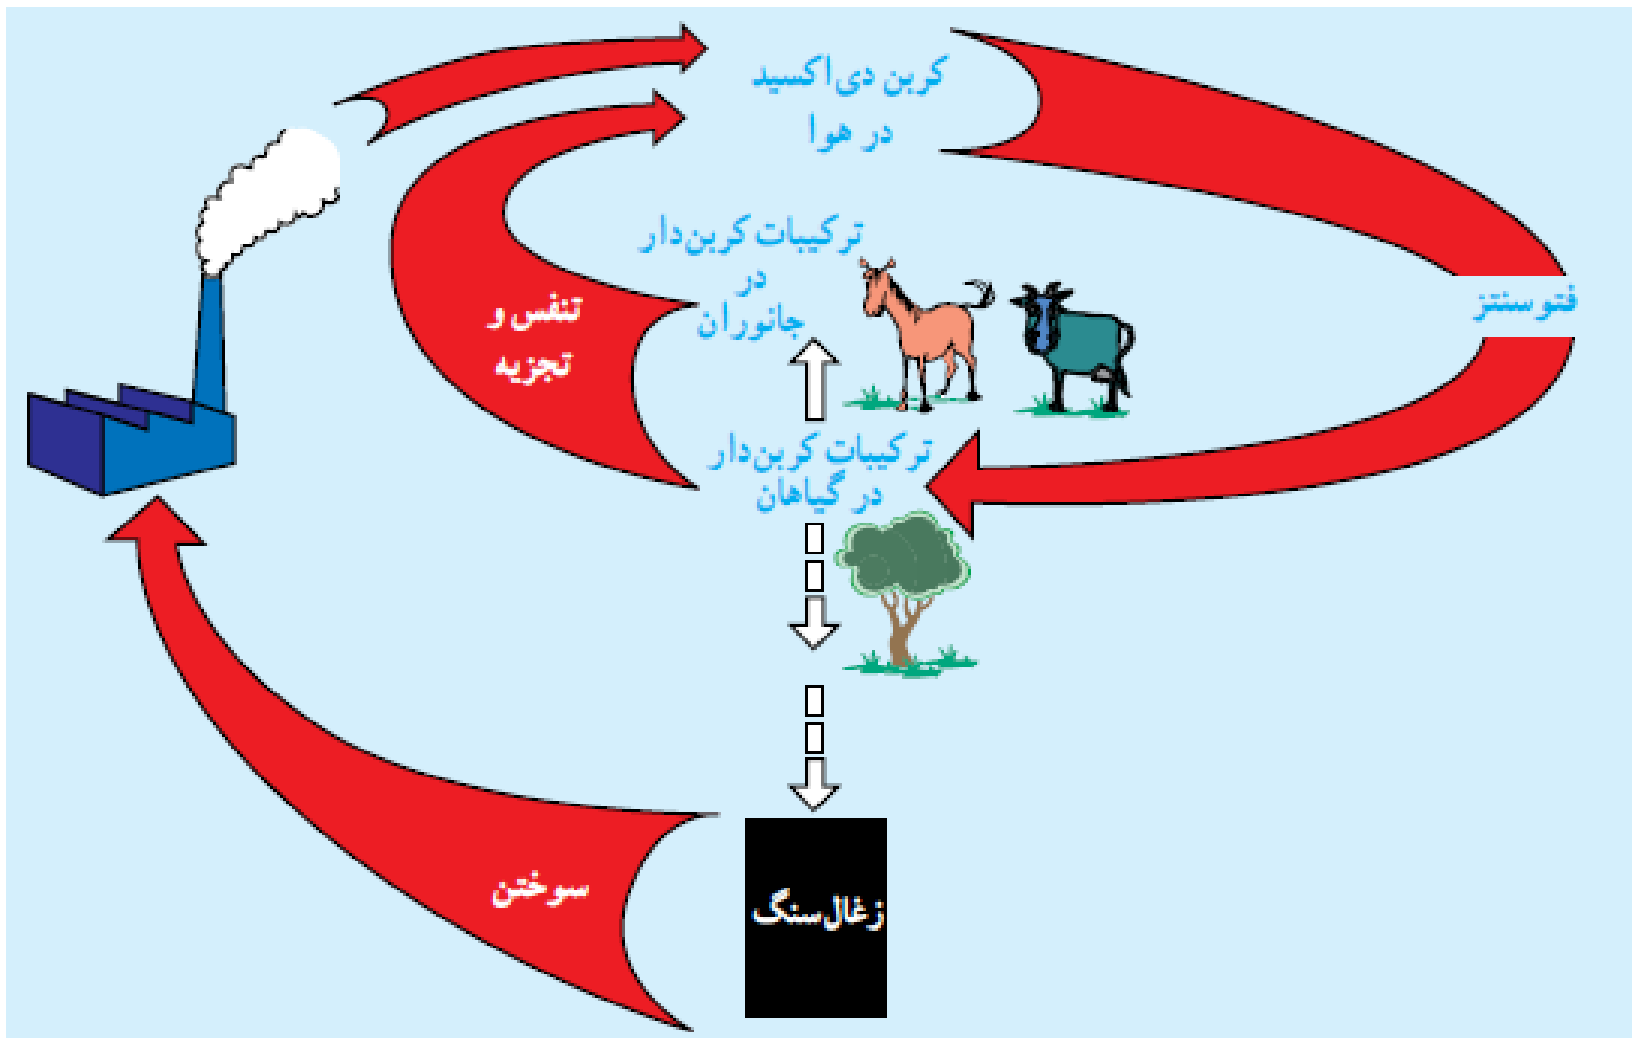 کربن دی‌اکسید
در هوا
ترکیبات کربن‌دار
در
جانوران
فتوسنتز
تنفس و
تجزیه
ترکیبات کربن‌دار
در گیاهان
سوختن
زغال‌سنگ